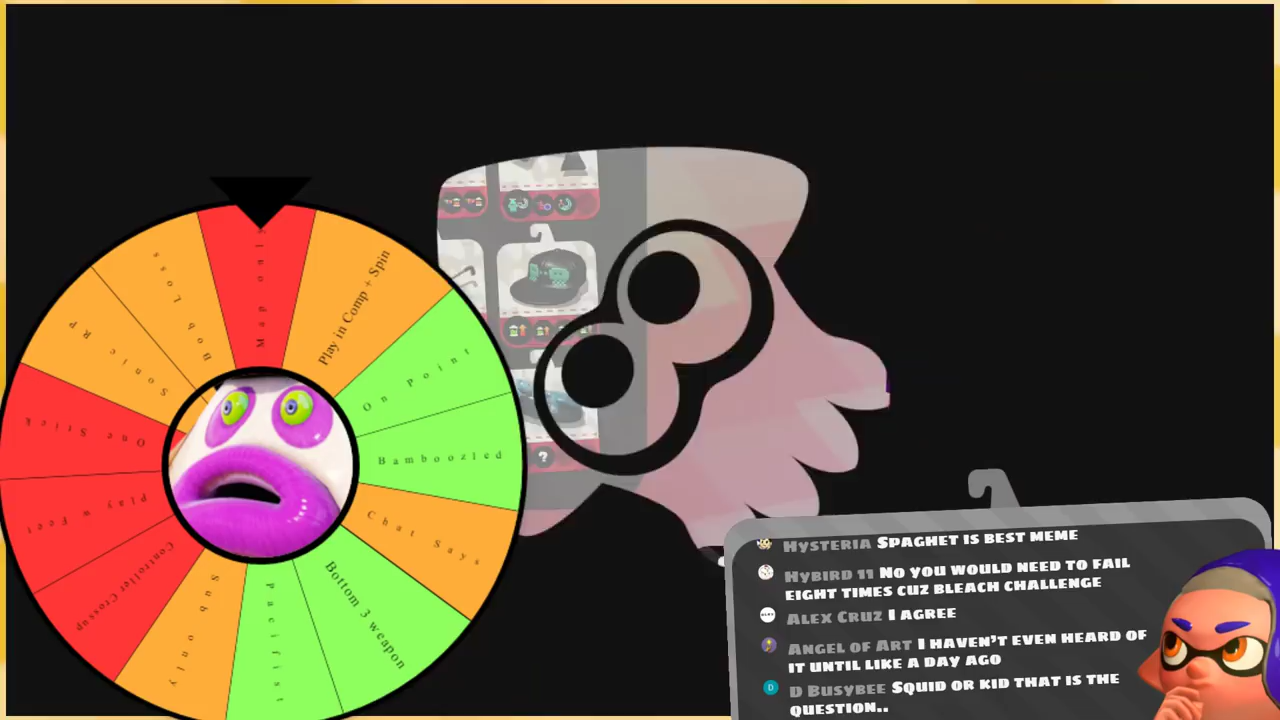 Play in Comp + Spin
On Point
Bamboozled
Chat Says
Bottom 3 weapon
Pacifist
Sub only
Controller Crossup
Play w Feet
One Stick
Sonic RP
Bob Loss
?
Hysteria Spaghet is best meme
Hybird 11 No you would need to fail
eight times cuz bleach challenge
Alex Cruz I agree
Angel of Art I haven't even heard of
it until like a day ago
D
D Busybee Squid or kid that is the
question..